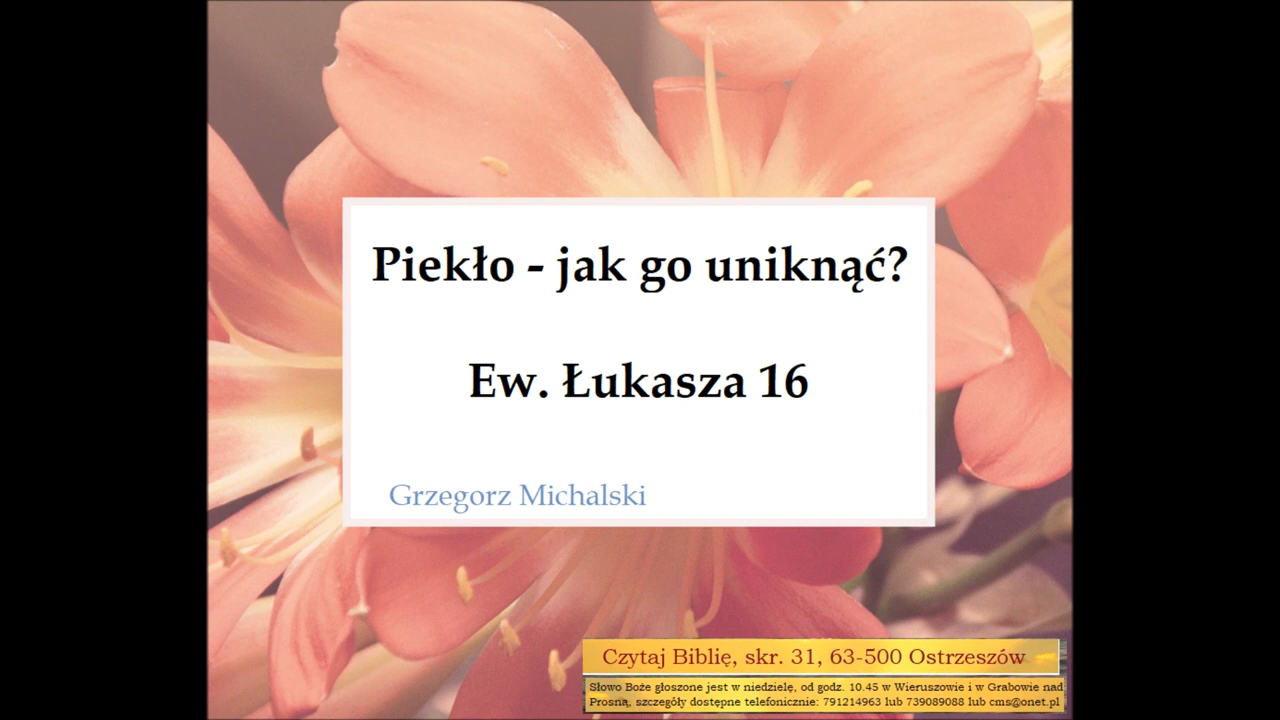 Piekło - jak go uniknąć?
Ew. Łukasza 16
Grzegorz Michalski
Czytaj Biblię, skr. 31, 63-500 Ostrzeszów
Słowo Boże głoszone jest w niedzielę, od godz. 10.45 w Wieruszowie i w Grabowie nad
Prosną, szczegóły dostępne telefonicznie: 791214963 lub 739089088 lub cms@onet.pl